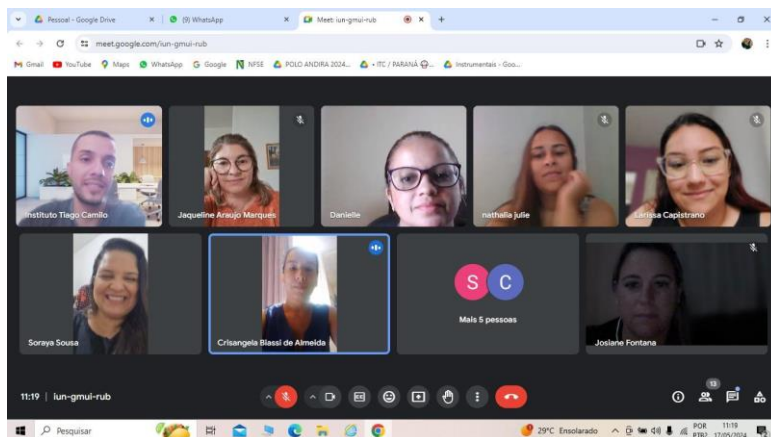 Pessoal - Google Drive
(9) WhatsApp
Meet: iun-gmui-rub
meet.google.com/iun-gmui-rub
Gmail YouTube Maps WhatsApp Google NFSE POLO ANDIRA 2024... • ITC / PARANÁ Instrumentais - Goo...
Instituto Tiago Camilo
Jaqueline Araujo Marques
Danielle
nathalia julie
Larissa Capistrano
Soraya Sousa
Crisangela Biassi de Almeida
S C
Mais 5 pessoas
Josiane Fontana
11:19 | iun-gmui-rub
13
Pesquisar
29°C Ensolarado
POR 11:19
PTB2 17/05/2024